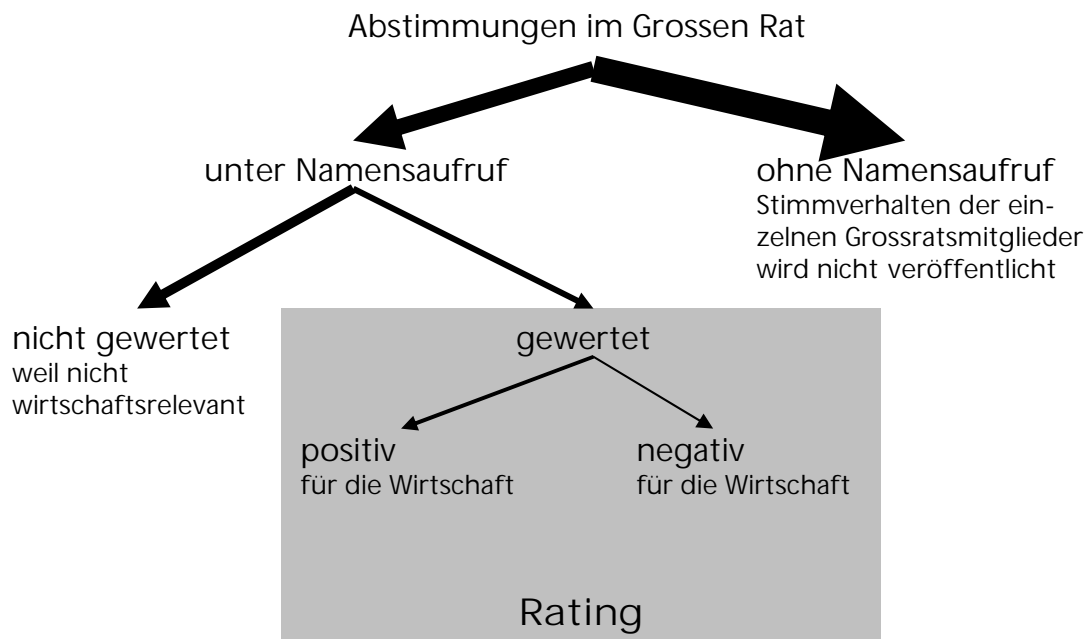 Abstimmungen im Grossen Rat
unter Namensaufruf
ohne Namensaufruf
Stimmverhalten der ein-
zelnen Grossratsmitglieder
wird nicht veröffentlicht
nicht gewertet
weil nicht
wirtschaftsrelevant
gewertet
positiv
für die Wirtschaft
negativ
für die Wirtschaft
Rating